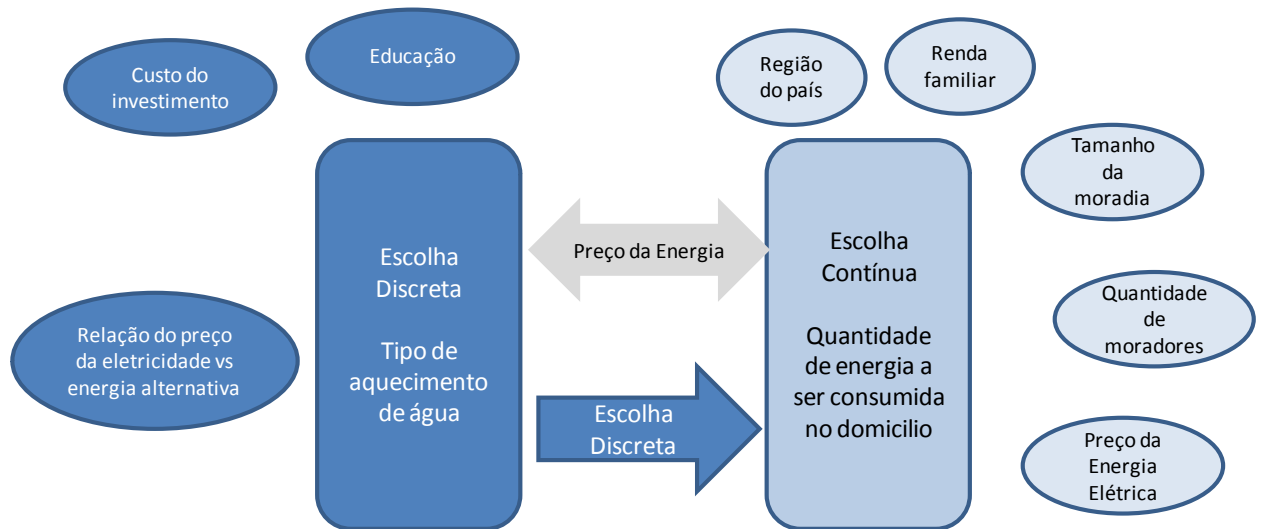 Custo do
investimento
Educação
Região
do país
Renda
familiar
Tamanho
da
moradia
Escolha
Discreta
Tipo de
aquecimento
de água
Preço da Energia
Escolha
Contínua
Quantidade
de energia a
ser consumida
no domicilio
Relação do preço
da eletricidade vs
energia alternativa
Quantidade
de
moradores
Escolha
Discreta
Preço da
Energia
Elétrica